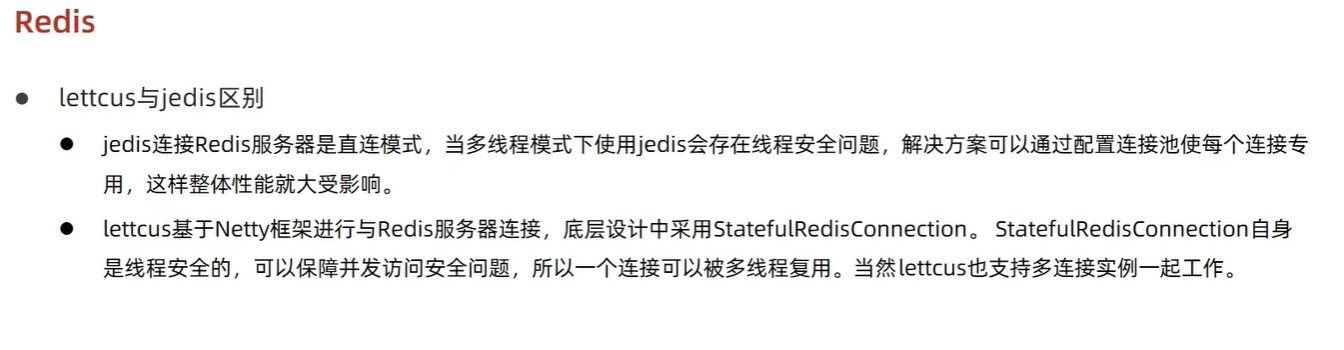 Redis
● lettcus与jedis区别
● jedis连接Redis服务器是直连模式，当多线程模式下使用jedis会存在线程安全问题，解决方案可以通过配置连接池使每个连接专
用，这样整体性能就大受影响。
● lettcus基于Netty框架进行与Redis服务器连接，底层设计中采用StatefulRedisConnection。 StatefulRedisConnection自身
是线程安全的，可以保障并发访问安全问题，所以一个连接可以被多线程复用。当然lettcus也支持多连接实例一起工作。